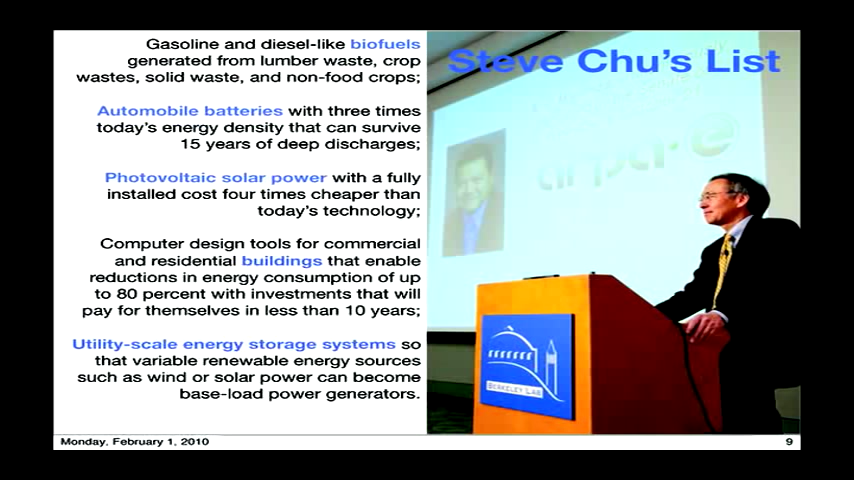 Steve Chu's List
Gasoline and diesel-like biofuels
generated from lumber waste, crop
wastes, solid waste, and non-food crops;
Automobile batteries with three times
today's energy density that can survive
15 years of deep discharges;
Photovoltaic solar power with a fully
installed cost four times cheaper than
today's technology;
Computer design tools for commercial
and residential buildings that enable
reductions in energy consumption of up
to 80 percent with investments that will
pay for themselves in less than 10 years;
Utility-scale energy storage systems so
that variable renewable energy sources
such as wind or solar power can become
base-load power generators.
arpa-e
BERKELEY LAB
Monday, February 1, 2010
9